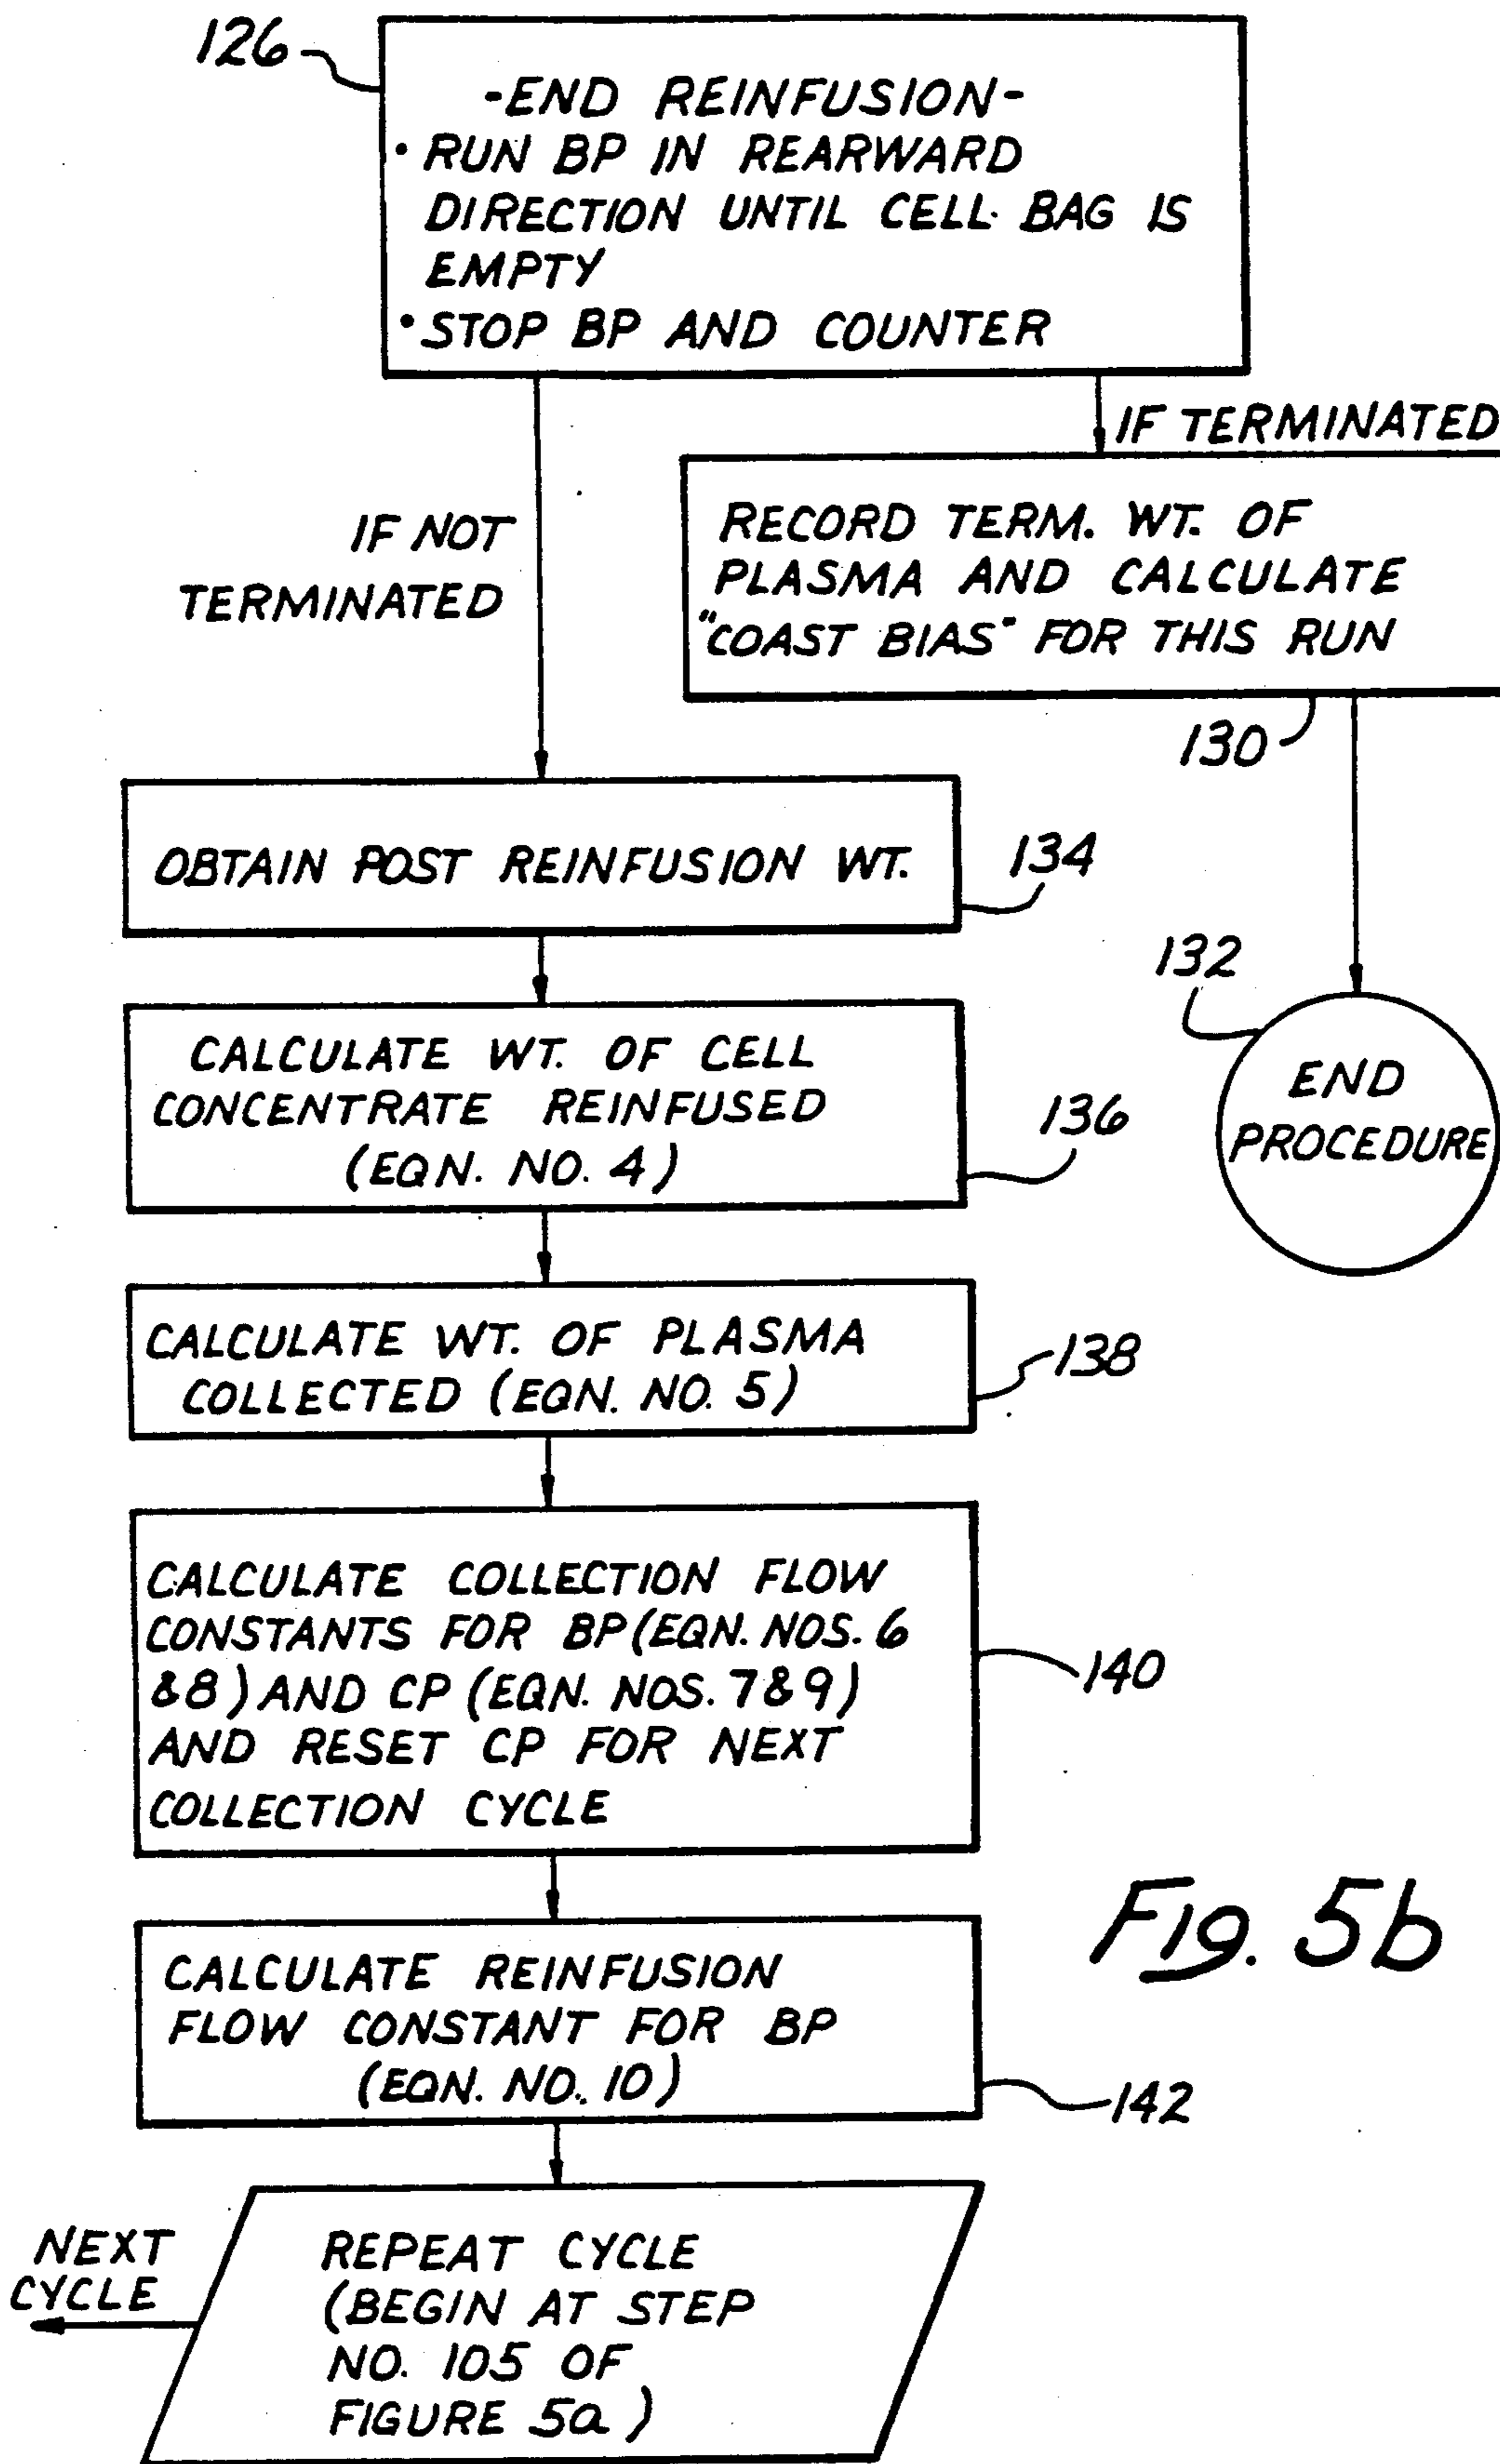 126
-END REINFUSION-
• RUN BP IN REARWARD
DIRECTION UNTIL CELL BAG IS
EMPTY
• STOP BP AND COUNTER
IF TERMINATED
IF NOT
TERMINATED
RECORD TERM. WT. OF
PLASMA AND CALCULATE
"COAST BIAS" FOR THIS RUN
130
OBTAIN POST REINFUSION WT.
134
132
END
PROCEDURE
CALCULATE WT. OF CELL
CONCENTRATE REINFUSED
(EQN. NO. 4)
136
CALCULATE WT. OF PLASMA
COLLECTED (EQN. NO. 5)
138
CALCULATE COLLECTION FLOW
CONSTANTS FOR BP (EQN. NOS. 6
&8) AND CP (EQN. NOS. 7&9)
AND RESET CP FOR NEXT
COLLECTION CYCLE
140
FIG. 5b
CALCULATE REINFUSION
FLOW CONSTANT FOR BP
(EQN. NO. 10)
142
NEXT
CYCLE
REPEAT CYCLE
(BEGIN AT STEP
NO. 105 OF
FIGURE 5a)